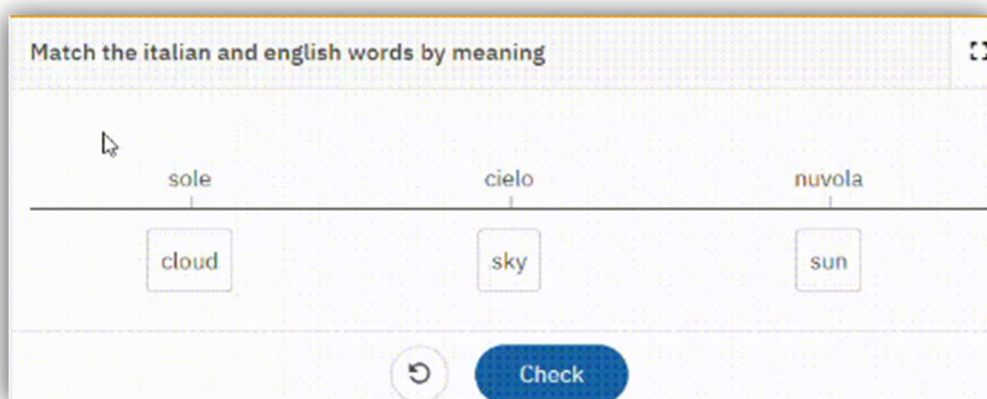 Match the italian and english words by meaning
sole cielo nuvola
cloud sky sun
Check